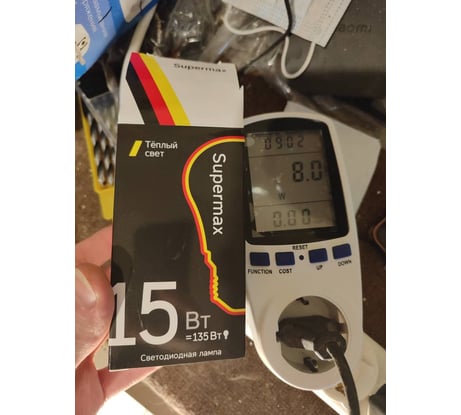 Supermax
Тёплый
свет
Supermax
15 Вт
=135 Вт
Светодиодная лампа
0902
8.0
W
0.00
RESET
FUNCTION COST UP DOWN